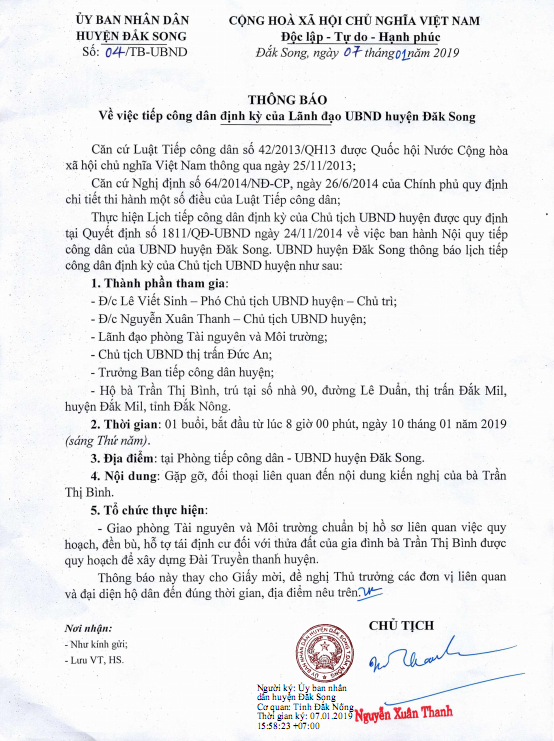 ỦY BAN NHÂN DÂN
HUYỆN ĐẮK SONG
Số: 04/TB-UBND
CỘNG HOÀ XÃ HỘI CHỦ NGHĨA VIỆT NAM
Độc lập - Tự do - Hạnh phúc
Đắk Song, ngày 07 tháng 01 năm 2019
THÔNG BÁO
Về việc tiếp công dân định kỳ của Lãnh đạo UBND huyện Đăk Song
Căn cứ Luật Tiếp công dân số 42/2013/QH13 được Quốc hội Nước Cộng hòa
xã hội chủ nghĩa Việt Nam thông qua ngày 25/11/2013;
Căn cứ Nghị định số 64/2014/NĐ-CP, ngày 26/6/2014 của Chính phủ quy định
chi tiết thi hành một số điều của Luật Tiếp công dân;
Thực hiện Lịch tiếp công dân định kỳ của Chủ tịch UBND huyện được quy định
tại Quyết định số 1811/QĐ-UBND ngày 24/11/2014 về việc ban hành Nội quy tiếp
công dân của UBND huyện Đăk Song. UBND huyện Đăk Song thông báo lịch tiếp
công dân định kỳ của Chủ tịch UBND huyện như sau:
1. Thành phần tham gia:
- Đ/c Lê Viết Sinh – Phó Chủ tịch UBND huyện – Chủ trì;
- Đ/c Nguyễn Xuân Thanh – Chủ tịch UBND huyện;
- Lãnh đạo phòng Tài nguyên và Môi trường;
- Chủ tịch UBND thị trấn Đức An;
- Trưởng Ban tiếp công dân huyện;
- Hộ bà Trần Thị Bình, trú tại số nhà 90, đường Lê Duẩn, thị trấn Đắk Mil,
huyện Đắk Mil, tỉnh Đắk Nông.
2. Thời gian: 01 buổi, bắt đầu từ lúc 8 giờ 00 phút, ngày 10 tháng 01 năm 2019
(sáng Thứ năm).
3. Địa điểm: tại Phòng tiếp công dân - UBND huyện Đăk Song.
4. Nội dung: Gặp gỡ, đối thoại liên quan đến nội dung kiến nghị của bà Trần
Thị Bình.
5. Tổ chức thực hiện:
- Giao phòng Tài nguyên và Môi trường chuẩn bị hồ sơ liên quan việc quy
hoạch, đền bù, hỗ tợ tái định cư đối với thửa đất của gia đình bà Trần Thị Bình được
quy hoạch để xây dựng Đài Truyền thanh huyện.
Thông báo này thay cho Giấy mời, đề nghị Thủ trưởng các đơn vị liên quan
và đại diện hộ dân đến đúng thời gian, địa điểm nêu trên.
Nơi nhận:
- Như kính gửi;
- Lưu VT, HS.
CHỦ TỊCH
Người ký: Ủy ban nhân
dân huyện Đắk Song
Cơ quan: Tỉnh Đắk Nông
Thời gian ký: 07.01.2019
15:58:23 +07:00
Nguyễn Xuân Thanh